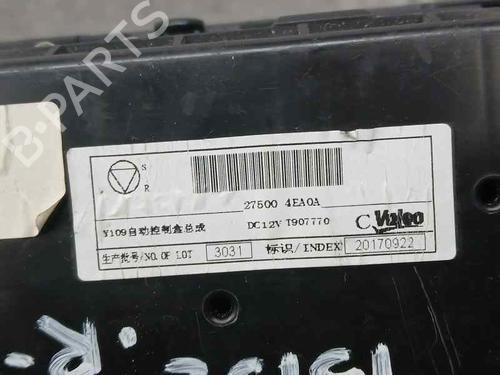 B-PARTS
S
R
27500 4EA0A
Y109自动控制盒总成 DC12V T907770 C Valeo
生产批号/NO. OF LOT 3031 标识/INDEX 20170922